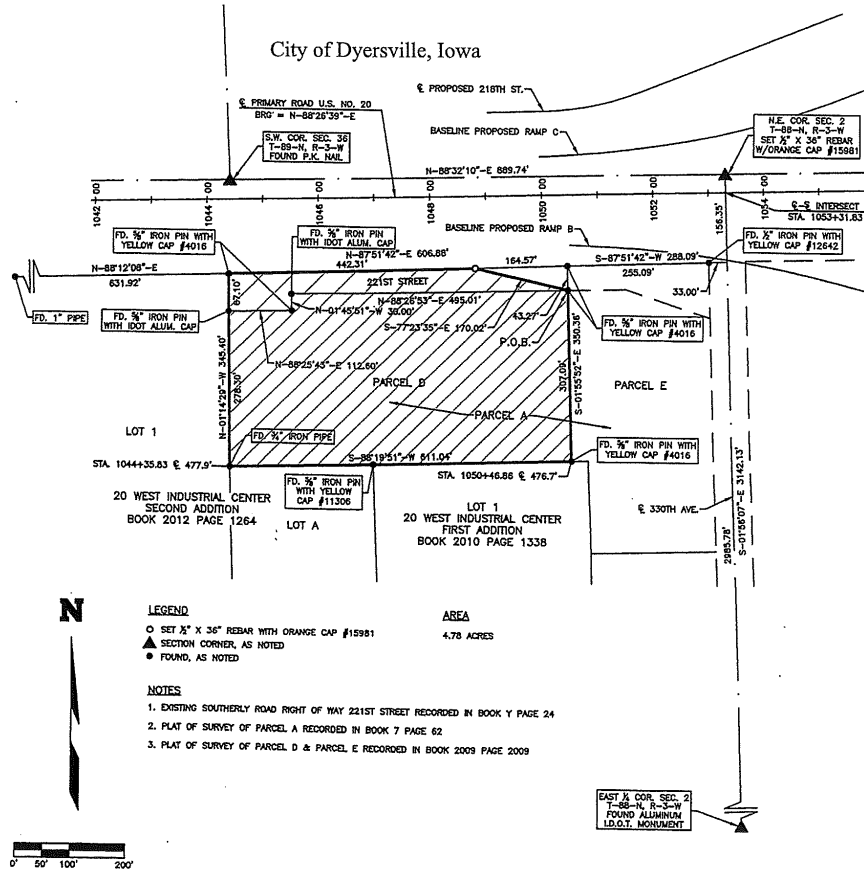 City of Dyersville, Iowa
℄ PROPOSED 218TH ST.
℄ PRIMARY ROAD U.S. NO. 20
BRG' = N-88°26'39"-E
BASELINE PROPOSED RAMP C
S.W. COR. SEC. 36
T-89-N, R-3-W
FOUND P.K. NAIL
N.E. COR. SEC. 2
T-88-N, R-3-W
SET ½" X 36" REBAR
W/ORANGE CAP #15981
N-88°32'10"-E 889.74'
1042 00
1044 00
1046 00
1048 00
1050 00
1052 00
1054 00
156.35'
℄-℄ INTERSECT
STA. 1053+31.83
BASELINE PROPOSED RAMP B
FD. ⅝" IRON PIN WITH
YELLOW CAP #4016
FD. ⅝" IRON PIN
WITH IDOT ALUM. CAP
FD. ½" IRON PIN WITH
YELLOW CAP #12642
N-87°51'42"-E 606.88'
442.31'
164.57'
S-87°51'42"-W 288.09'
255.09'
33.00'
N-88°12'08"-E
631.92'
FD. 1" PIPE
67.10'
221ST STREET
N-88°26'53"-E 495.01'
N-01°45'51"-W 36.00'
S-77°23'35"-E 170.02'
43.27'
P.O.B.
FD. ⅝" IRON PIN
WITH IDOT ALUM. CAP
FD. ⅝" IRON PIN WITH
YELLOW CAP #4016
N-88°25'43"-E 112.60'
N-01°14'29"-W 345.40'
278.30'
307.09'
S-01°55'52"-E 350.36'
PARCEL D
PARCEL E
PARCEL A
LOT 1
FD. ¾" IRON PIPE
FD. ⅝" IRON PIN WITH
YELLOW CAP #4016
STA. 1044+35.83 ℄ 477.9'
S-88°19'51"-W 611.04'
STA. 1050+46.86 ℄ 476.7'
FD. ⅝" IRON PIN
WITH YELLOW
CAP #11306
20 WEST INDUSTRIAL CENTER
SECOND ADDITION
BOOK 2012 PAGE 1264
LOT A
LOT 1
20 WEST INDUSTRIAL CENTER
FIRST ADDITION
BOOK 2010 PAGE 1338
℄ 330TH AVE.
2985.78'
S-01°56'07"-E 3142.13'
N
LEGEND
SET ½" X 36" REBAR WITH ORANGE CAP #15981
SECTION CORNER, AS NOTED
FOUND, AS NOTED
AREA
4.78 ACRES
NOTES
1. EXISTING SOUTHERLY ROAD RIGHT OF WAY 221ST STREET RECORDED IN BOOK Y PAGE 24
2. PLAT OF SURVEY OF PARCEL A RECORDED IN BOOK 7 PAGE 62
3. PLAT OF SURVEY OF PARCEL D & PARCEL E RECORDED IN BOOK 2009 PAGE 2009
EAST ¼ COR. SEC. 2
T-88-N, R-3-W
FOUND ALUMINUM
I.D.O.T. MONUMENT
0' 50' 100' 200'